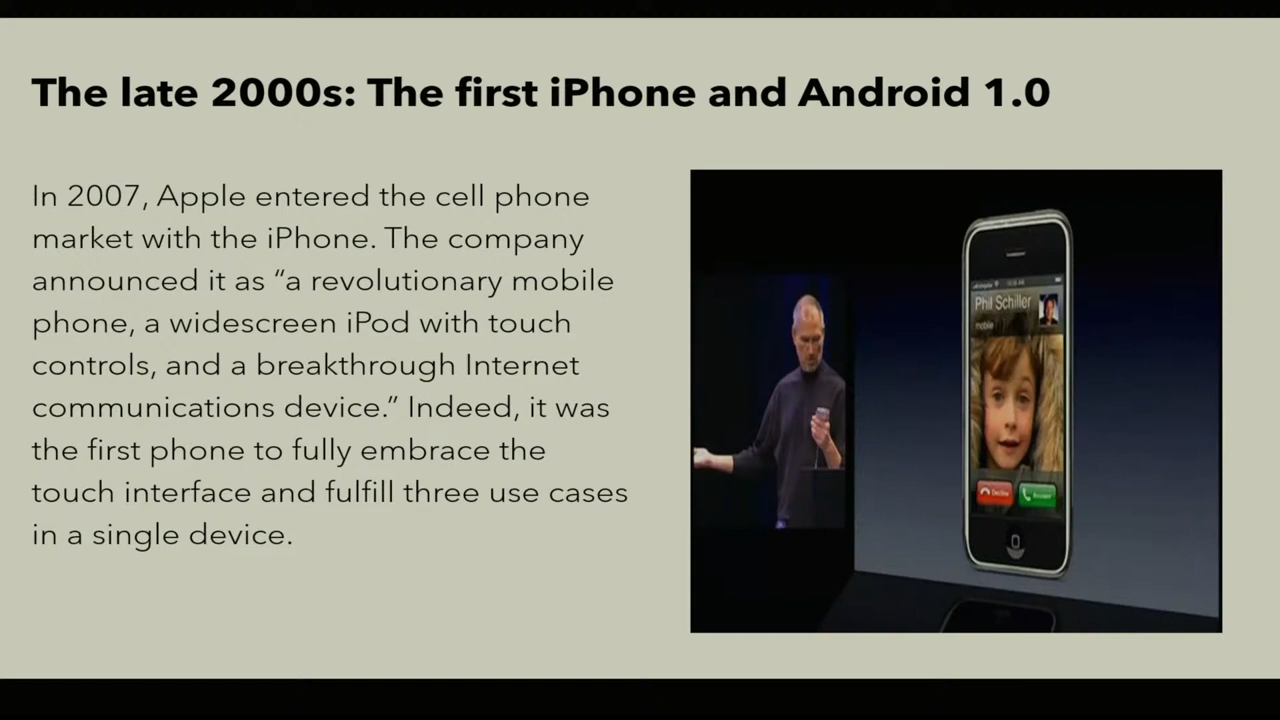 The late 2000s: The first iPhone and Android 1.0
In 2007, Apple entered the cell phone
market with the iPhone. The company
announced it as “a revolutionary mobile
phone, a widescreen iPod with touch
controls, and a breakthrough Internet
communications device.” Indeed, it was
the first phone to fully embrace the
touch interface and fulfill three use cases
in a single device.
Phil Schiller
mobile
Decline